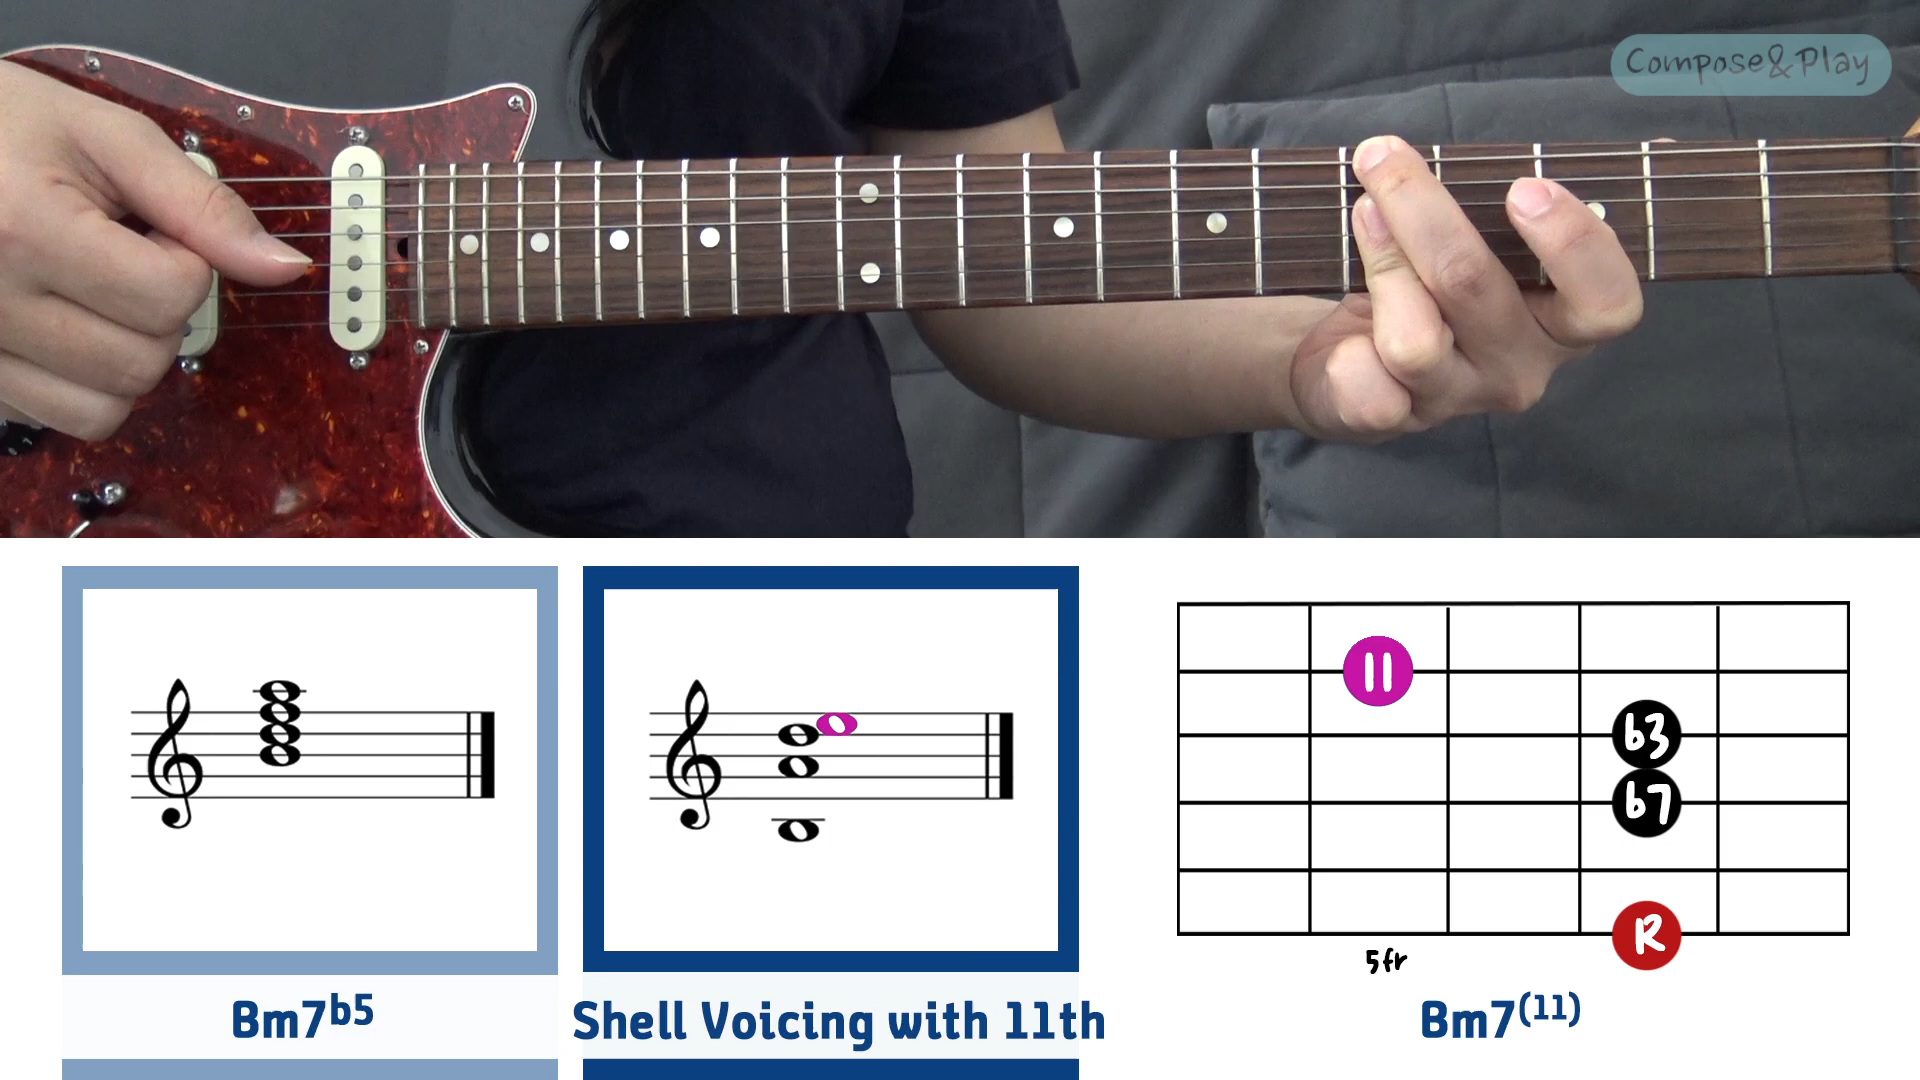 Compose&Play
11
b3
b7
R
5fr
Bm7b5
Shell Voicing with 11th
Bm7(11)